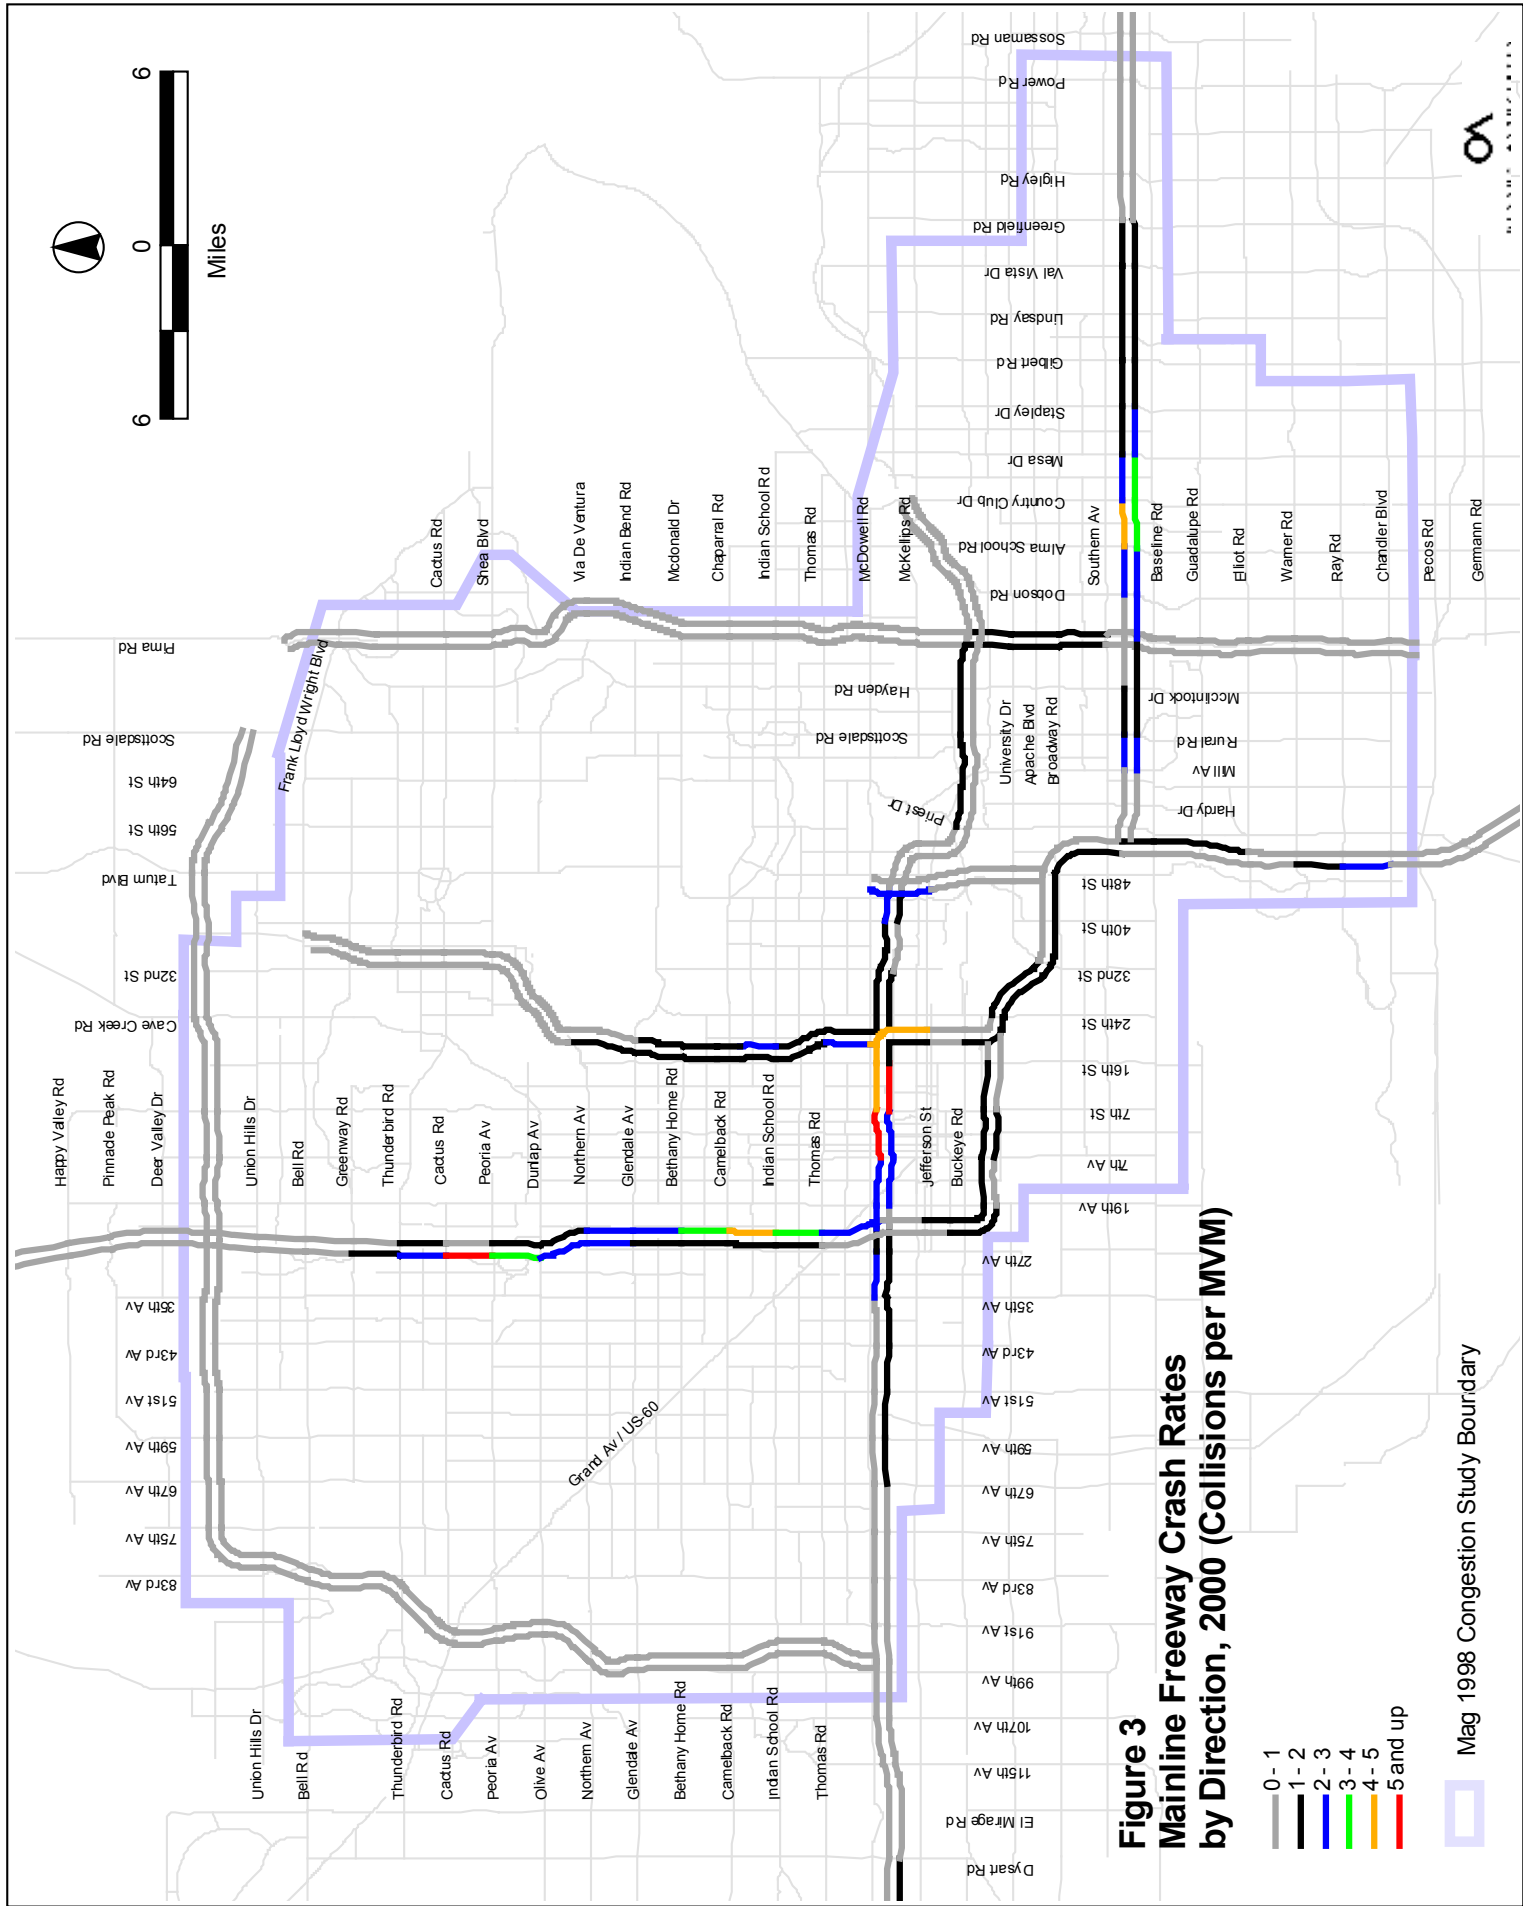 6
0
6
Miles
Sossaman Rd
Power Rd
Higley Rd
Greenfield Rd
Val Vista Dr
Lindsay Rd
Gilbert Rd
Stapley Dr
Mesa Dr
Country Club Dr
Alma School Rd
Dobson Rd
Cactus Rd
Shea Blvd
Via De Ventura
Indian Bend Rd
Mcdonald Dr
Chaparral Rd
Indian School Rd
Thomas Rd
McDowell Rd
McKellips Rd
Southern Av
Baseline Rd
Guadalupe Rd
Elliot Rd
Warner Rd
Ray Rd
Chandler Blvd
Pecos Rd
Germann Rd
Pima Rd
Scottsdale Rd
64th St
56th St
Tatum Blvd
32nd St
Cave Creek Rd
Frank Lloyd Wright Blvd
Hayden Rd
Scottsdale Rd
Priest Dr
University Dr
Apache Blvd
Broadway Rd
Mcclintock Dr
Rural Rd
Mill Av
Hardy Dr
48th St
40th St
32nd St
24th St
16th St
7th St
7th Av
19th Av
Happy Valley Rd
Pinnacle Peak Rd
Deer Valley Dr
Union Hills Dr
Bell Rd
Greenway Rd
Thunderbird Rd
Cactus Rd
Peoria Av
Dunlap Av
Northern Av
Glendale Av
Bethany Home Rd
Camelback Rd
Indian School Rd
Thomas Rd
Jefferson St
Buckeye Rd
35th Av
43rd Av
51st Av
59th Av
67th Av
75th Av
83rd Av
Grand Av / US-60
27th Av
35th Av
43rd Av
51st Av
59th Av
67th Av
75th Av
83rd Av
91st Av
99th Av
107th Av
115th Av
El Mirage Rd
Dysart Rd
Union Hills Dr
Bell Rd
Thunderbird Rd
Cactus Rd
Peoria Av
Olive Av
Northern Av
Glendale Av
Bethany Home Rd
Camelback Rd
Indian School Rd
Thomas Rd
Figure 3
Mainline Freeway Crash Rates
by Direction, 2000 (Collisions per MVM)
0 - 1
1 - 2
2 - 3
3 - 4
4 - 5
5 and up
Mag 1998 Congestion Study Boundary